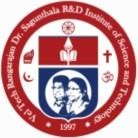 Vel Tech Rangarajan Dr. Sagunthala R&D Institute of Science and Technology
• 1997 •